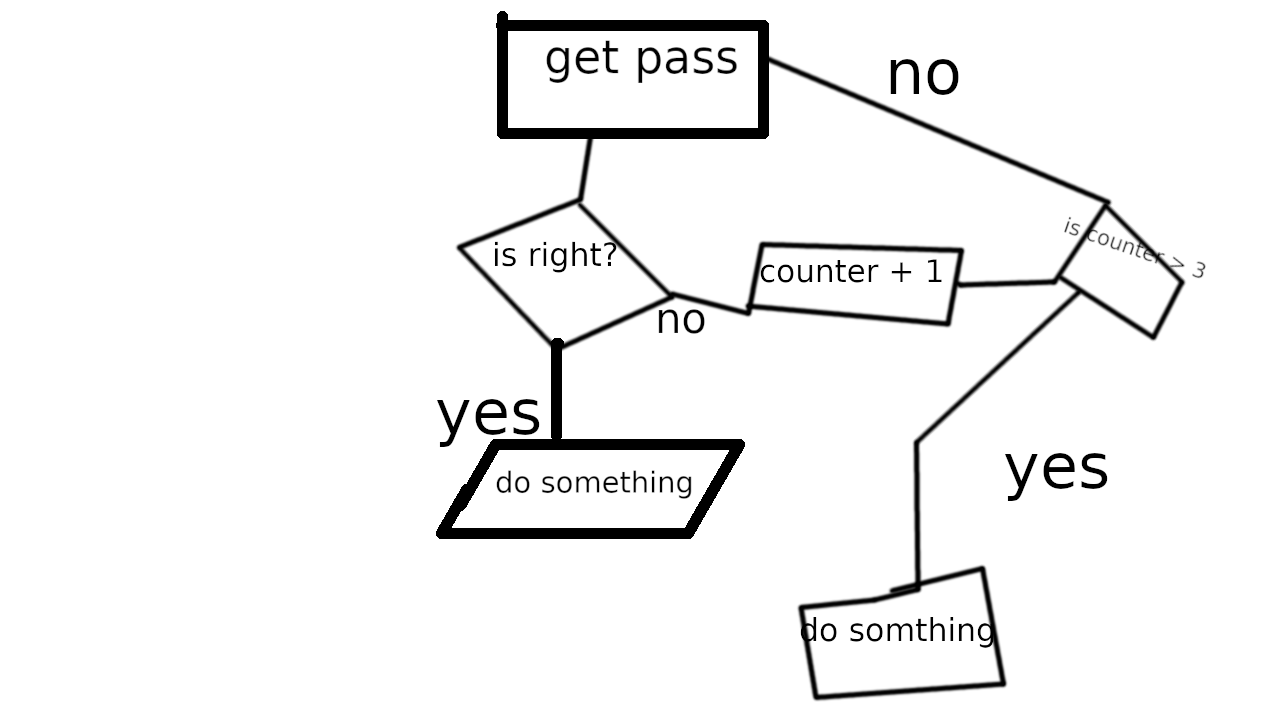 get pass
no
is right?
is counter > 3
counter + 1
no
yes
do something
yes
do somthing